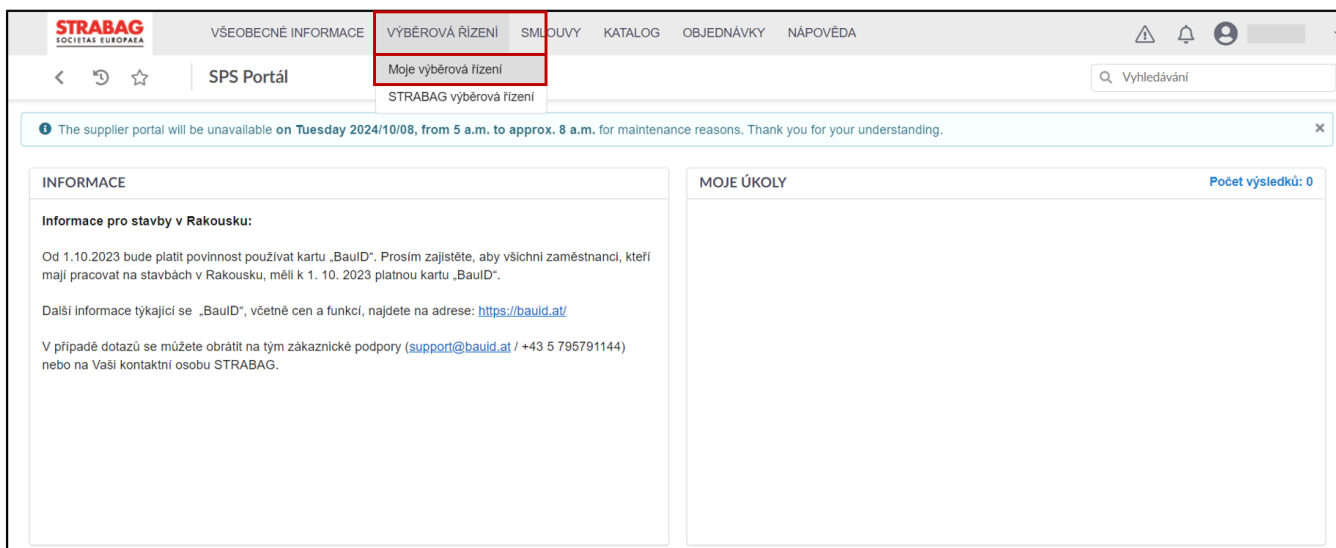 STRABAG
SOCIETAS EUROPAEA
VŠEOBECNÉ INFORMACE VÝBĚROVÁ ŘÍZENÍ SMLOUVY KATALOG OBJEDNÁVKY NÁPOVĚDA
SPS Portál
Moje výběrová řízení
STRABAG výběrová řízení
Vyhledávání
The supplier portal will be unavailable on Tuesday 2024/10/08, from 5 a.m. to approx. 8 a.m. for maintenance reasons. Thank you for your understanding.
INFORMACE
Informace pro stavby v Rakousku:
Od 1.10.2023 bude platit povinnost používat kartu „BauID“. Prosím zajistěte, aby všichni zaměstnanci, kteří
mají pracovat na stavbách v Rakousku, měli k 1. 10. 2023 platnou kartu „BauID“.
Další informace týkající se „BauID“, včetně cen a funkcí, najdete na adrese: https://bauid.at/
V případě dotazů se můžete obrátit na tým zákaznické podpory (support@bauid.at / +43 5 795791144)
nebo na Vaši kontaktní osobu STRABAG.
MOJE ÚKOLY
Počet výsledků: 0